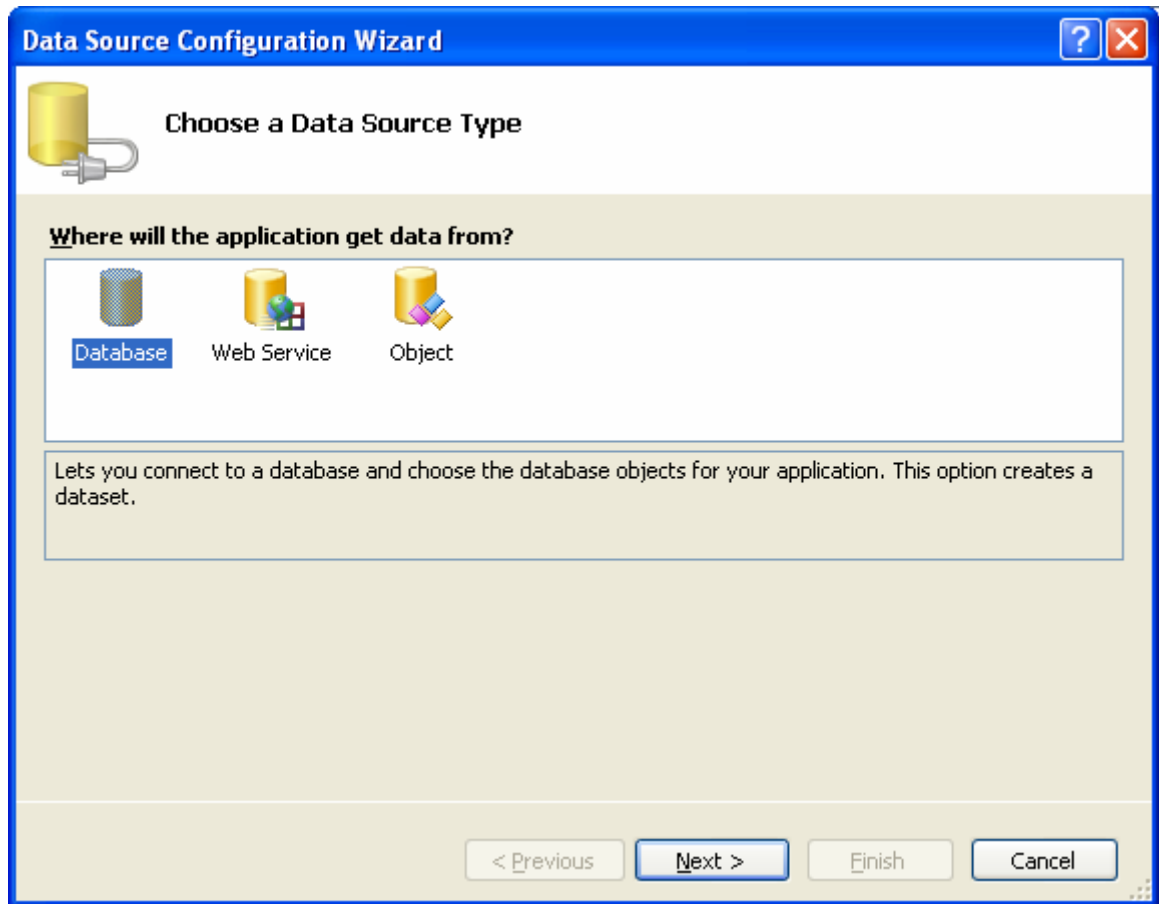 Data Source Configuration Wizard
?
Choose a Data Source Type
Where will the application get data from?
Database Web Service Object
Lets you connect to a database and choose the database objects for your application. This option creates a
dataset.
< Previous Next > Finish Cancel